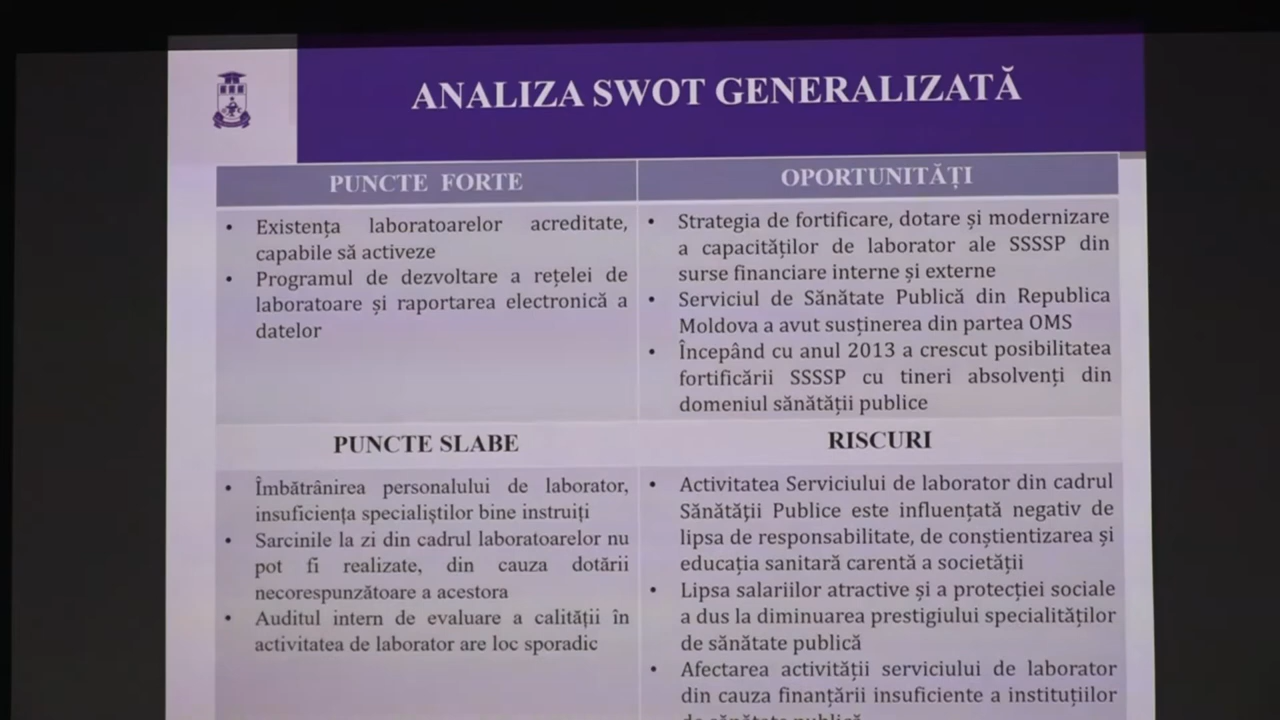 ANALIZA SWOT GENERALIZATĂ
PUNCTE FORTE
• Existența laboratoarelor acreditate,
capabile să activeze
• Programul de dezvoltare a rețelei de
laboratoare și raportarea electronică a
datelor
OPORTUNITĂȚI
• Strategia de fortificare, dotare și modernizare
a capacităților de laborator ale SSSSP din
surse financiare interne și externe
• Serviciul de Sănătate Publică din Republica
Moldova a avut susținerea din partea OMS
• Începând cu anul 2013 a crescut posibilitatea
fortificării SSSSP cu tineri absolvenți din
domeniul sănătății publice
PUNCTE SLABE
• Îmbătrânirea personalului de laborator,
insuficiența specialiștilor bine instruiți
• Sarcinile la zi din cadrul laboratoarelor nu
pot fi realizate, din cauza dotării
necorespunzătoare a acestora
• Auditul intern de evaluare a calității în
activitatea de laborator are loc sporadic
RISCURI
• Activitatea Serviciului de laborator din cadrul
Sănătății Publice este influențată negativ de
lipsa de responsabilitate, de conștientizarea și
educația sanitară carentă a societății
• Lipsa salariilor atractive și a protecției sociale
a dus la diminuarea prestigiului specialităților
de sănătate publică
• Afectarea activității serviciului de laborator
din cauza finanțării insuficiente a instituțiilor
de sănătate publică